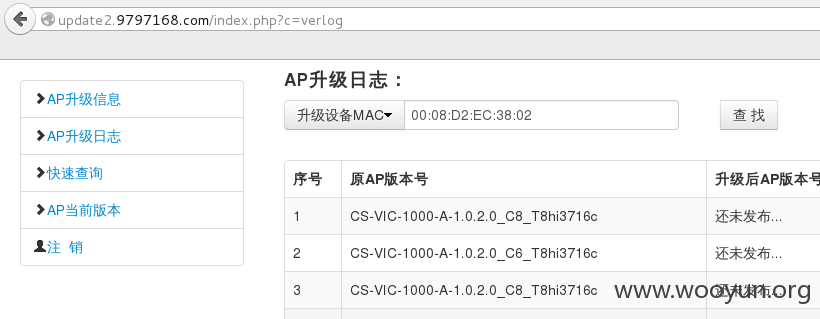 update2.9797168.com/index.php?c=verlog
AP升级信息
AP升级日志
快速查询
AP当前版本
注 销
AP升级日志：
升级设备MAC 00:08:D2:EC:38:02 查 找
序号 原AP版本号 升级后AP版本号
1 CS-VIC-1000-A-1.0.2.0_C8_T8hi3716c 还未发布...
2 CS-VIC-1000-A-1.0.2.0_C6_T8hi3716c 还未发布...
3 CS-VIC-1000-A-1.0.2.0_C8_T8hi3716c 还未发布...
www.wooyun.org